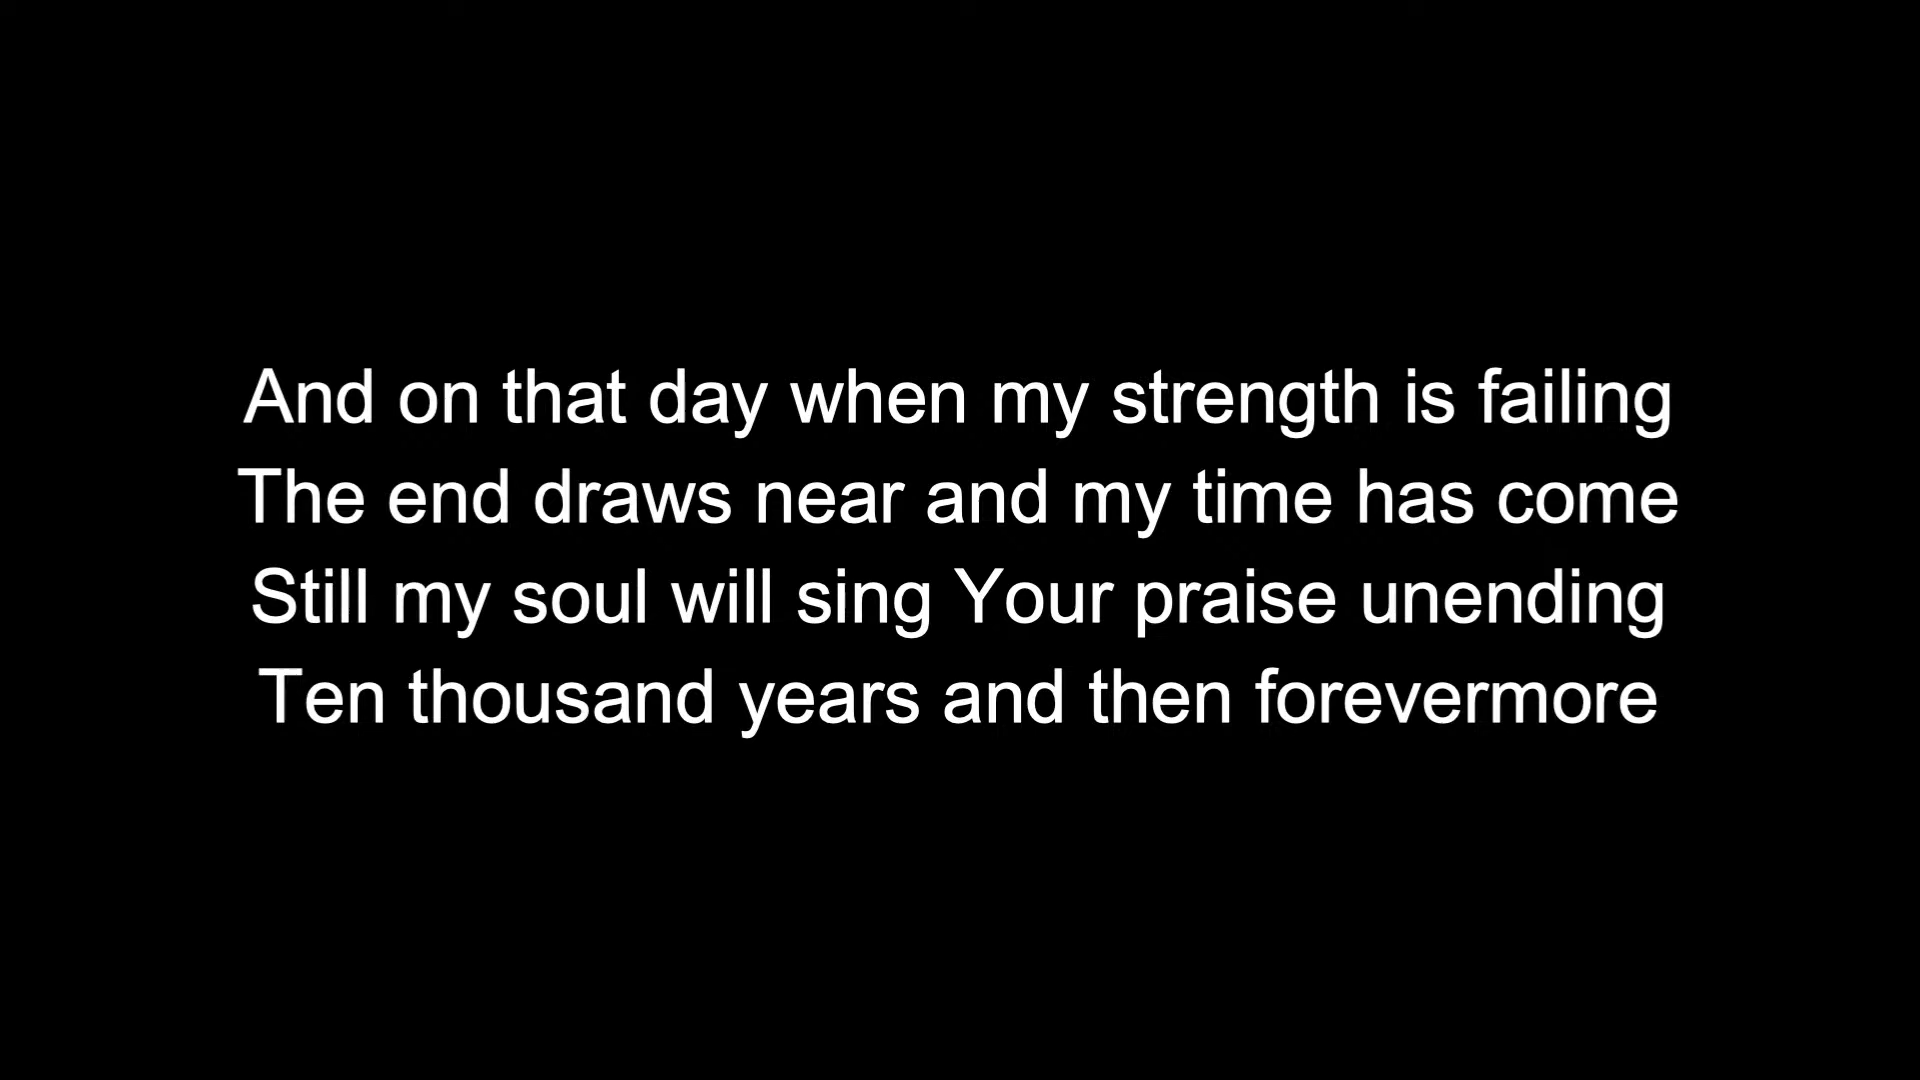 And on that day when my strength is failing
The end draws near and my time has come
Still my soul will sing Your praise unending
Ten thousand years and then forevermore